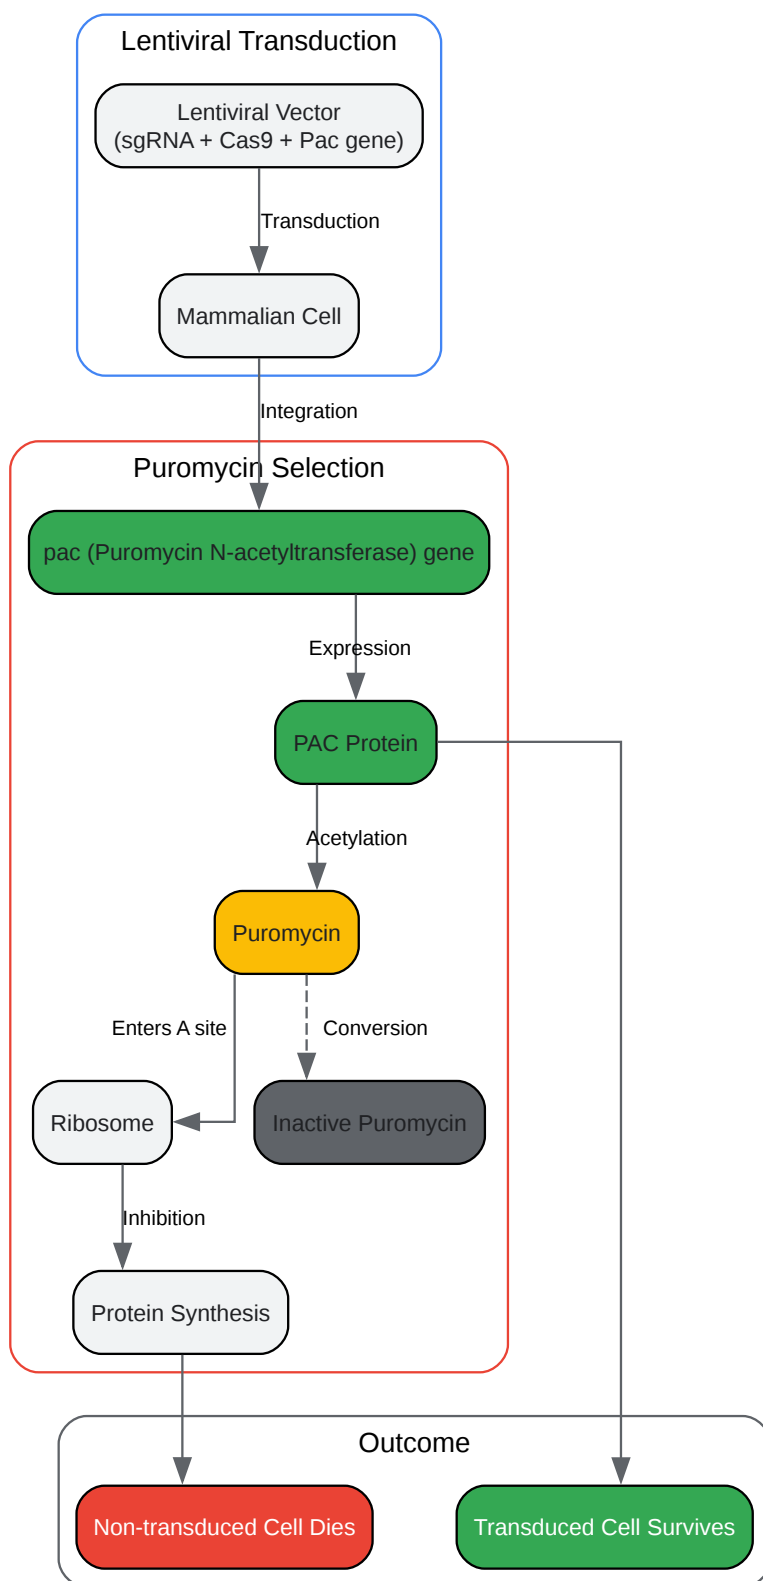 Lentiviral Transduction
Lentiviral Vector
(sgRNA + Cas9 + Pac gene)
Transduction
Mammalian Cell
Integration
Puromycin Selection
pac (Puromycin N-acetyltransferase) gene
Expression
PAC Protein
Acetylation
Puromycin
Enters A site
Conversion
Ribosome
Inactive Puromycin
Inhibition
Protein Synthesis
Outcome
Non-transduced Cell Dies
Transduced Cell Survives